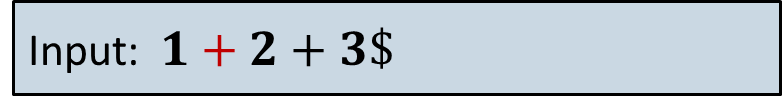 Input: 1 + 2 + 3$